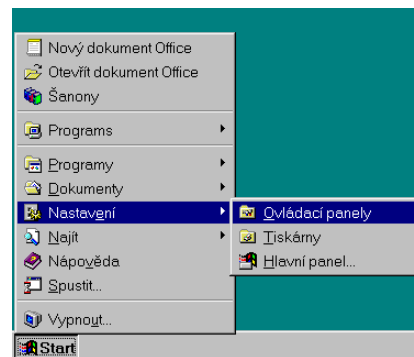 Nový dokument Office
Otevřít dokument Office
Šanony
Programs
Programy
Dokumenty
Nastavení
Najít
Nápověda
Spustit...
Vypnout...
Ovládací panely
Tiskárny
Hlavní panel...
Start